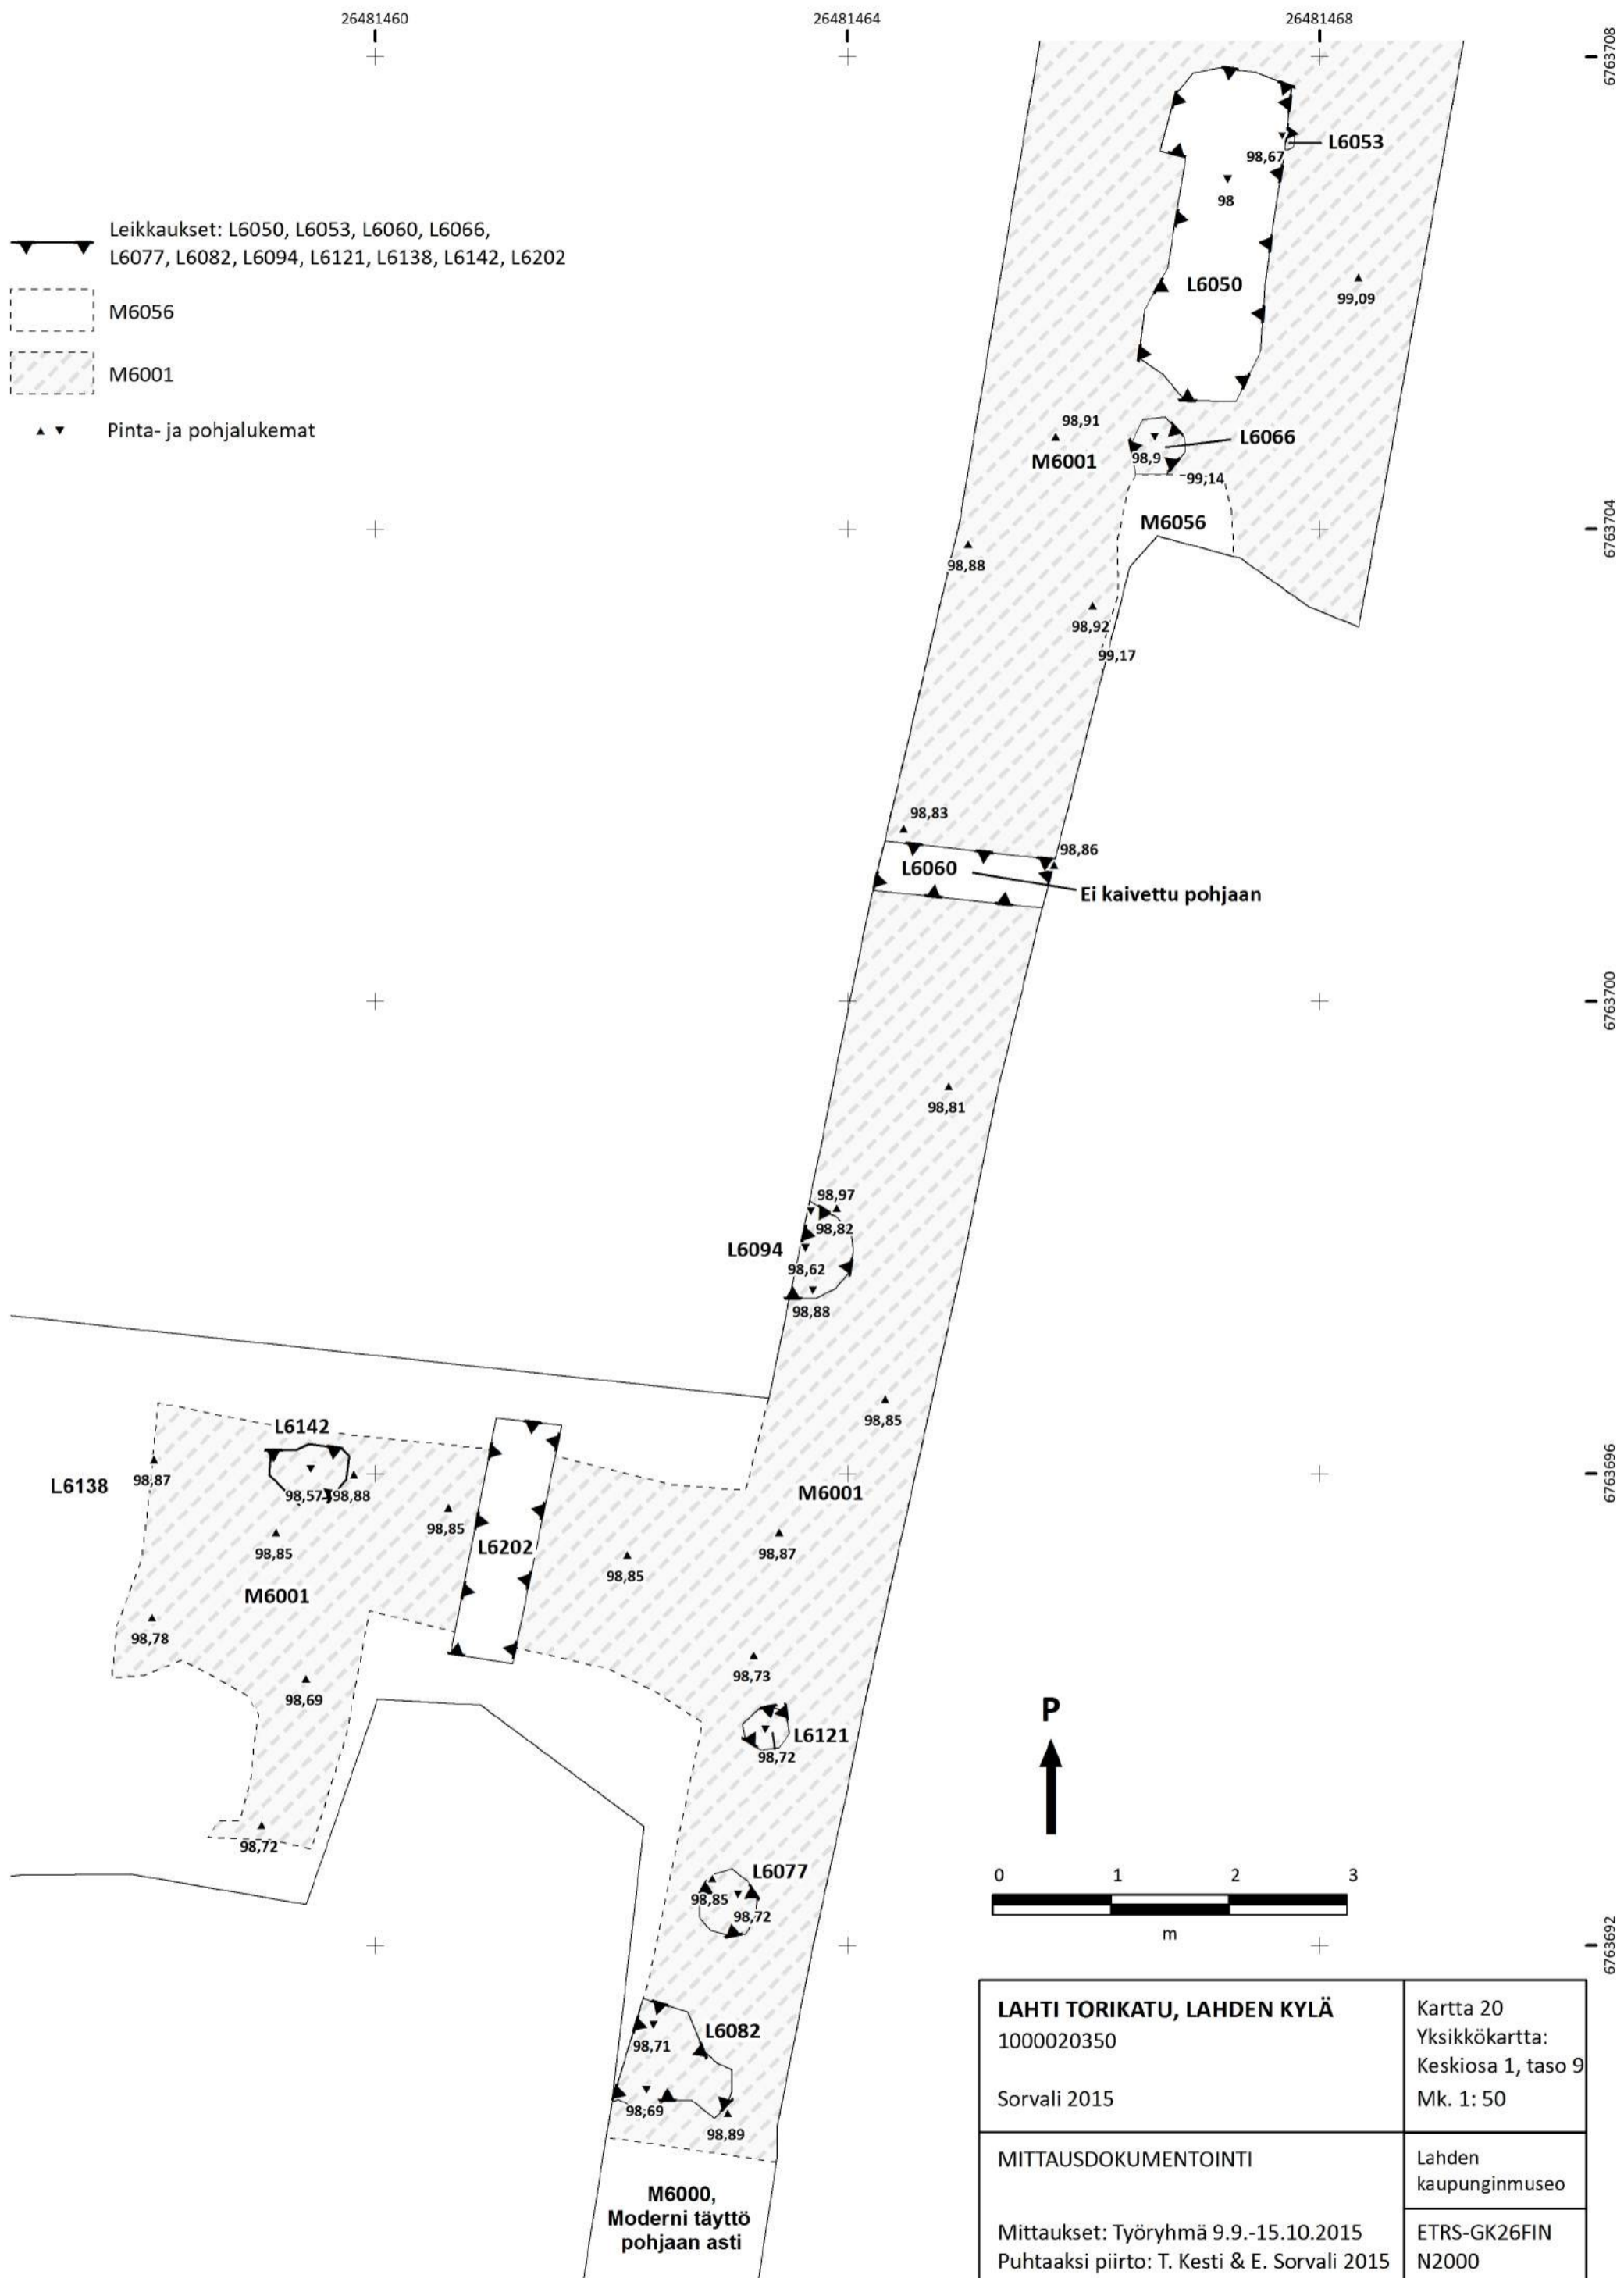 26481460
26481464
26481468
6763708
L6053
98,67
98
Leikkaukset: L6050, L6053, L6060, L6066,
L6077, L6082, L6094, L6121, L6138, L6142, L6202
M6056
M6001
Pinta- ja pohjalukemat
L6050
99,09
98,91
L6066
M6001
98,9
99,14
M6056
6763704
98,88
98,92
99,17
98,83
98,86
L6060
Ei kaivettu pohjaan
6763700
98,81
98,97
98,82
L6094
98,62
98,88
98,85
L6142
L6138
98,87
98,57
98,88
M6001
6763696
98,85
98,85
L6202
98,87
98,85
M6001
98,78
98,73
98,69
L6121
98,72
98,72
P
L6077
98,85
98,72
0 1 2 3
m
6763692
L6082
98,71
98,69
98,89
M6000,
Moderni täyttö
pohjaan asti
LAHTI TORIKATU, LAHDEN KYLÄ
1000020350
Sorvali 2015
Kartta 20
Yksikkökartta:
Keskiosa 1, taso 9
Mk. 1: 50
MITTAUSDOKUMENTOINTI
Lahden
kaupunginmuseo
Mittaukset: Työryhmä 9.9.-15.10.2015
Puhtaaksi piirto: T. Kesti & E. Sorvali 2015
ETRS-GK26FIN
N2000